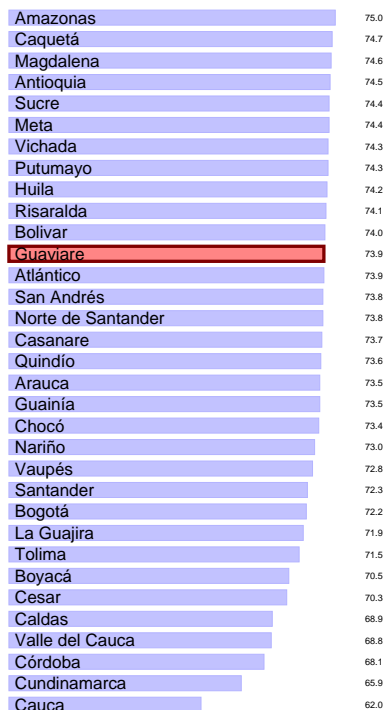 Amazonas 75.0
Caquetá 74.7
Magdalena 74.6
Antioquia 74.5
Sucre 74.4
Meta 74.4
Vichada 74.3
Putumayo 74.3
Huila 74.2
Risaralda 74.1
Bolivar 74.0
Guaviare 73.9
Atlántico 73.9
San Andrés 73.8
Norte de Santander 73.8
Casanare 73.7
Quindío 73.6
Arauca 73.5
Guainía 73.5
Chocó 73.4
Nariño 73.0
Vaupés 72.8
Santander 72.3
Bogotá 72.2
La Guajira 71.9
Tolima 71.5
Boyacá 70.5
Cesar 70.3
Caldas 68.9
Valle del Cauca 68.8
Córdoba 68.1
Cundinamarca 65.9
Cauca 62.0